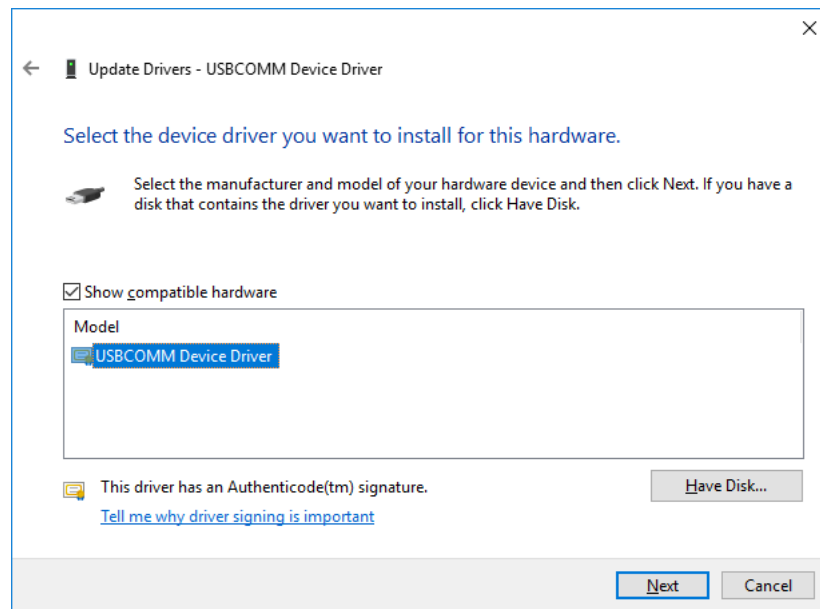 Update Drivers - USBCOMM Device Driver
Select the device driver you want to install for this hardware.
Select the manufacturer and model of your hardware device and then click Next. If you have a
disk that contains the driver you want to install, click Have Disk.
Show compatible hardware
Model
USBCOMM Device Driver
This driver has an Authenticode(tm) signature.
Have Disk...
Tell me why driver signing is important
Next
Cancel